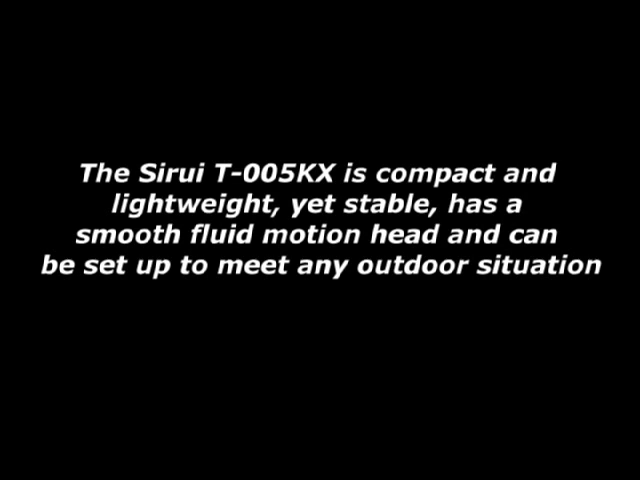 The Sirui T-005KX is compact and
lightweight, yet stable, has a
smooth fluid motion head and can
be set up to meet any outdoor situation